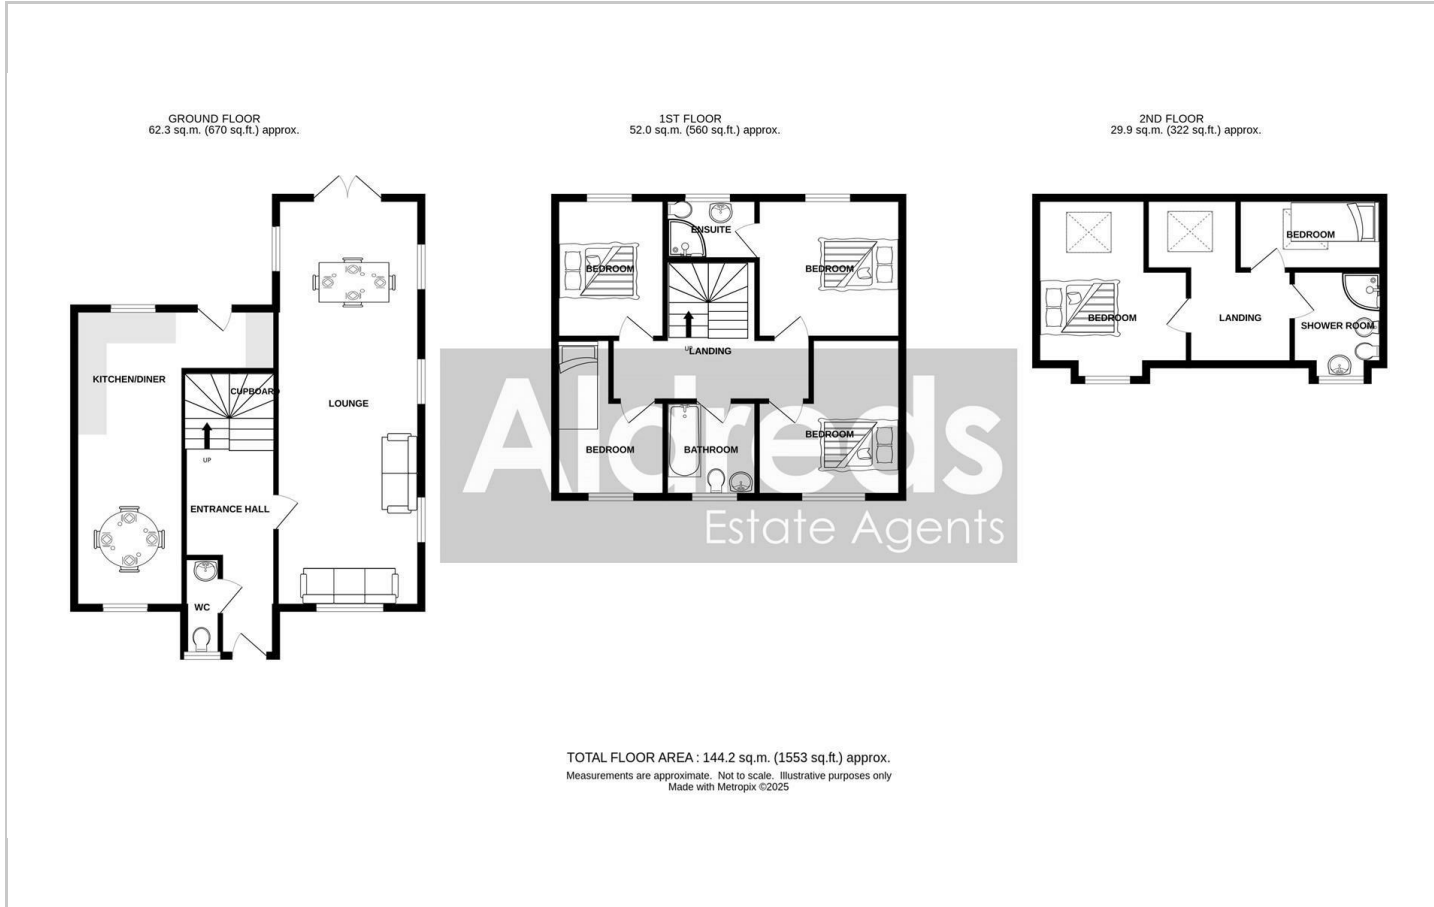 GROUND FLOOR
62.3 sq.m. (670 sq.ft.) approx.
KITCHEN/DINER
CUPBOARD
LOUNGE
UP
ENTRANCE HALL
WC
1ST FLOOR
52.0 sq.m. (560 sq.ft.) approx.
ENSUITE
BEDROOM
BEDROOM
UP
LANDING
BEDROOM
BEDROOM
BATHROOM
2ND FLOOR
29.9 sq.m. (322 sq.ft.) approx.
BEDROOM
BEDROOM
LANDING
SHOWER ROOM
Aldreds
Estate Agents
TOTAL FLOOR AREA : 144.2 sq.m. (1553 sq.ft.) approx.
Measurements are approximate. Not to scale. Illustrative purposes only
Made with Metropix ©2025